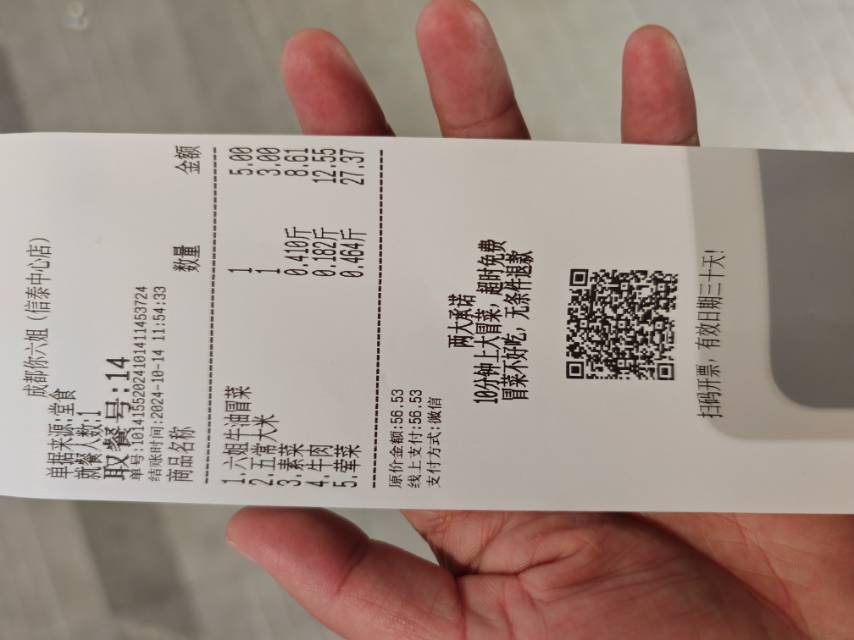 成都你六姐（信泰中心店）
单据来源:堂食
就餐人数:1
取餐号:14
单号:10141552024101411453724
结账时间:2024-10-14 11:54:33
商品名称 数量 金额
1.六姐牛油冒菜 1 5.00
2.五常大米 1 3.00
3.素菜 0.410斤 8.61
4.牛肉 0.182斤 12.55
5.荤菜 0.464斤 27.37
原价金额:56.53
线上支付:56.53
支付方式:微信
两大承诺
10分钟上大冒菜，超时免费
冒菜不好吃，无条件退款
扫码开票，有效日期三十天!